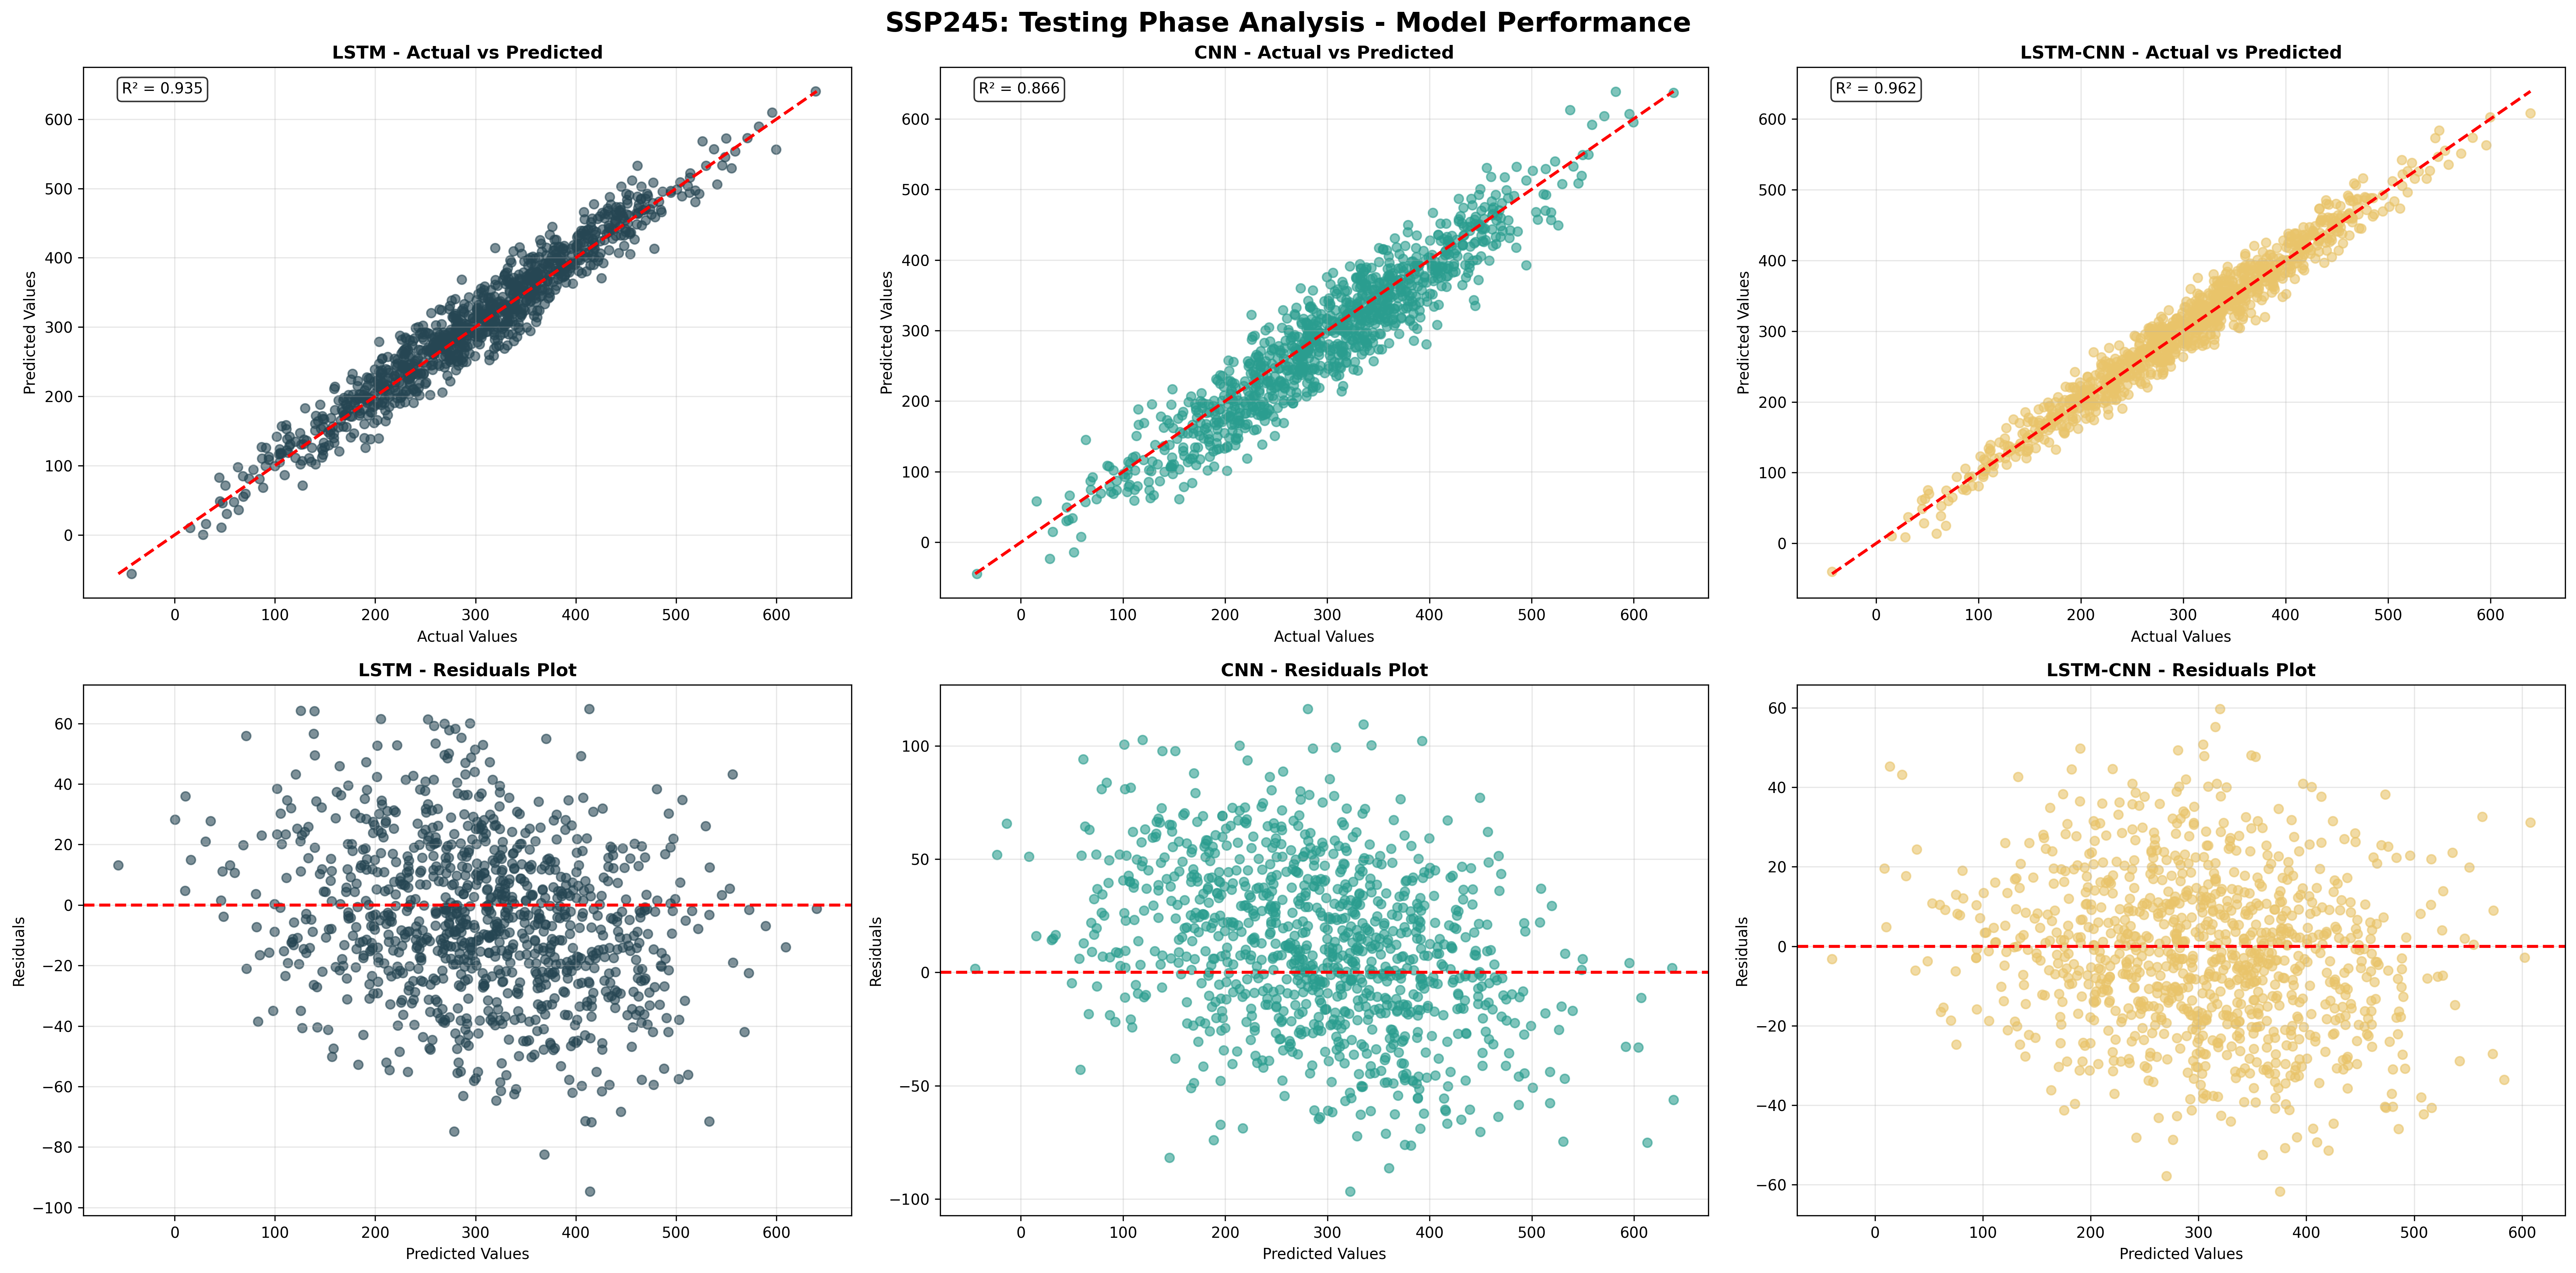 SSP245: Testing Phase Analysis - Model Performance
LSTM - Actual vs Predicted
R² = 0.935
600
500
400
300
200
100
0
Predicted Values
0 100 200 300 400 500 600
Actual Values
CNN - Actual vs Predicted
R² = 0.866
600
500
400
300
200
100
0
Predicted Values
0 100 200 300 400 500 600
Actual Values
LSTM-CNN - Actual vs Predicted
R² = 0.962
600
500
400
300
200
100
0
Predicted Values
0 100 200 300 400 500 600
Actual Values
LSTM - Residuals Plot
60
40
20
0
−20
−40
−60
−80
−100
Residuals
0 100 200 300 400 500 600
Predicted Values
CNN - Residuals Plot
100
50
0
−50
−100
Residuals
0 100 200 300 400 500 600
Predicted Values
LSTM-CNN - Residuals Plot
60
40
20
0
−20
−40
−60
Residuals
0 100 200 300 400 500 600
Predicted Values